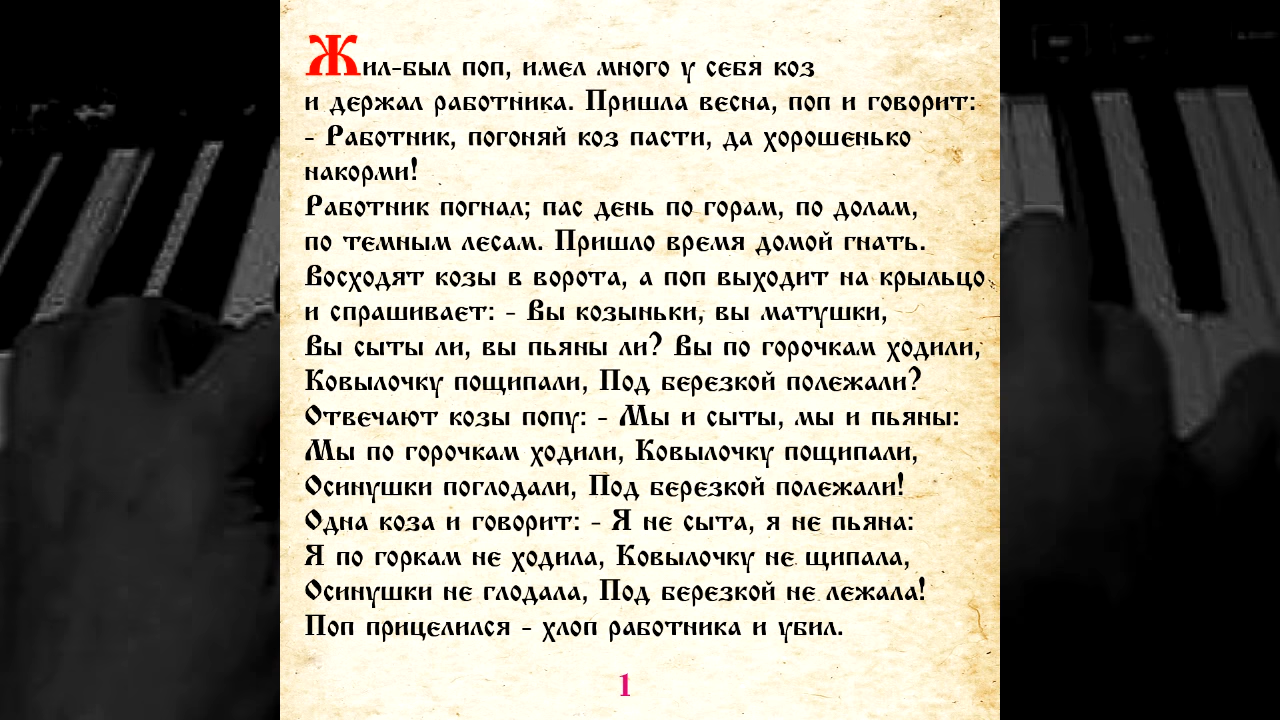 Жил-был поп, имел много у себя коз
и держал работника. Пришла весна, поп и говорит:
- Работник, погоняй коз пасти, да хорошенько
накорми!
Работник погнал; пас день по горам, по долам,
по темным лесам. Пришло время домой гнать.
Восходят козы в ворота, а поп выходит на крыльцо
и спрашивает: - Вы козыньки, вы матушки,
Вы сыты ли, вы пьяны ли? Вы по горочкам ходили,
Ковылочку пощипали, Под березкой полежали?
Отвечают козы попу: - Мы и сыты, мы и пьяны:
Мы по горочкам ходили, Ковылочку пощипали,
Осинушки поглодали, Под березкой полежали!
Одна коза и говорит: - Я не сыта, я не пьяна:
Я по горкам не ходила, Ковылочку не щипала,
Осинушки не глодала, Под березкой не лежала!
Поп прицелился - хлоп работника и убил.
1